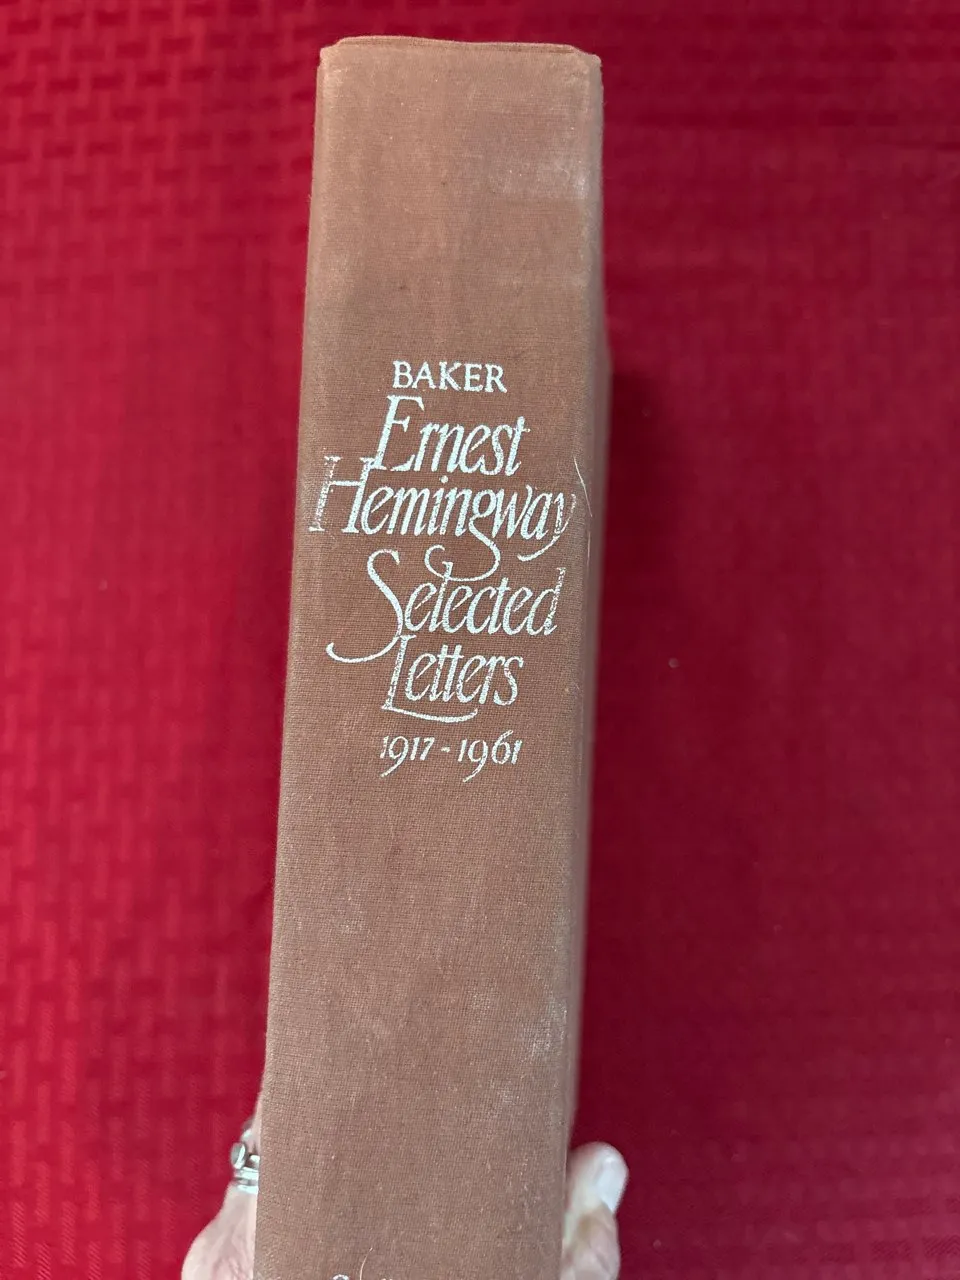 BAKER
Ernest
Hemingway
Selected
Letters
1917-1961